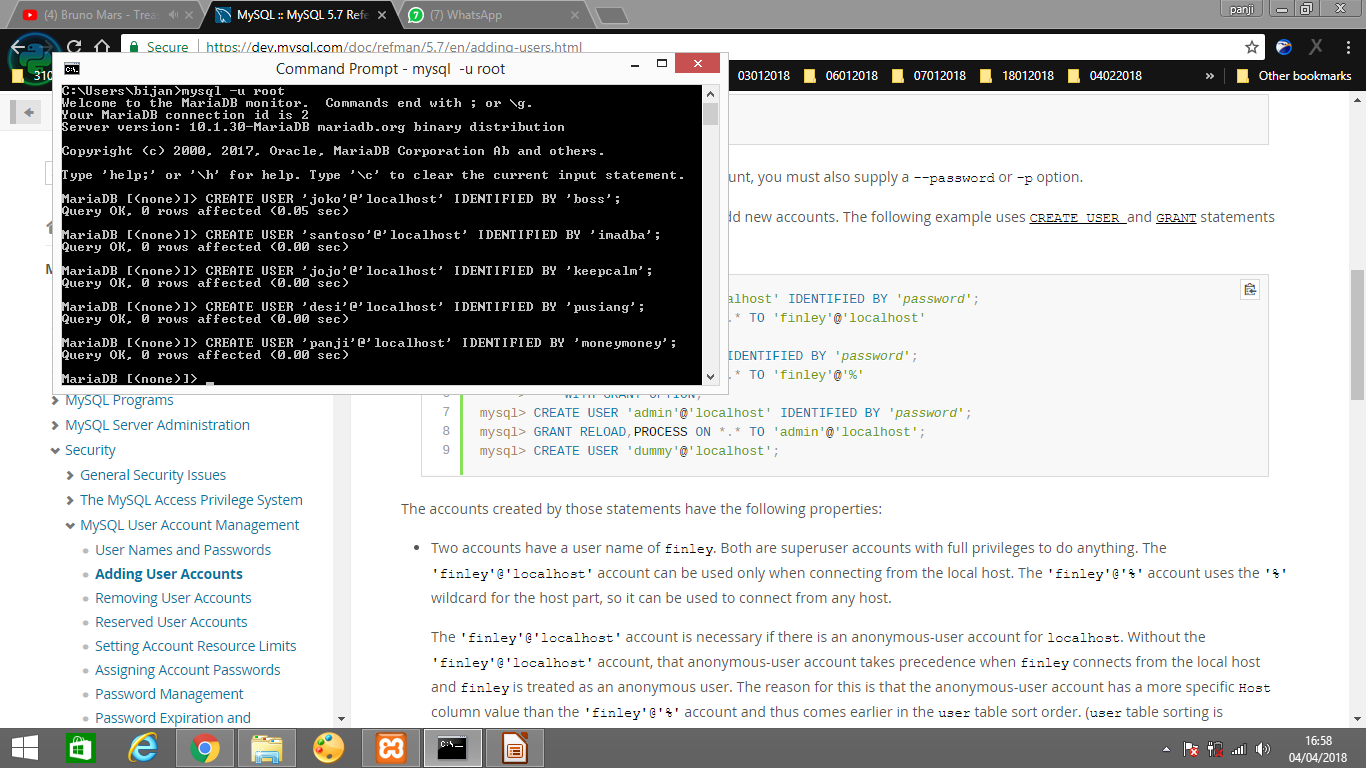 (4) Bruno Mars - Trea
MySQL :: MySQL 5.7 Refe
(7) WhatsApp
panji
Secure
https://dev.mysql.com/doc/refman/5.7/en/adding-users.html
310
03012018
06012018
07012018
18012018
04022018
»
Other bookmarks
Command Prompt - mysql -u root
C:\Users\bijan>mysql -u root
Welcome to the MariaDB monitor. Commands end with ; or \g.
Your MariaDB connection id is 2
Server version: 10.1.30-MariaDB mariadb.org binary distribution
Copyright (c) 2000, 2017, Oracle, MariaDB Corporation Ab and others.
Type 'help;' or '\h' for help. Type '\c' to clear the current input statement.
MariaDB [(none)]> CREATE USER 'joko'@'localhost' IDENTIFIED BY 'boss';
Query OK, 0 rows affected (0.05 sec)
MariaDB [(none)]> CREATE USER 'santoso'@'localhost' IDENTIFIED BY 'imadba';
Query OK, 0 rows affected (0.00 sec)
MariaDB [(none)]> CREATE USER 'jojo'@'localhost' IDENTIFIED BY 'keepcalm';
Query OK, 0 rows affected (0.00 sec)
MariaDB [(none)]> CREATE USER 'desi'@'localhost' IDENTIFIED BY 'pusiang';
Query OK, 0 rows affected (0.00 sec)
MariaDB [(none)]> CREATE USER 'panji'@'localhost' IDENTIFIED BY 'moneymoney';
Query OK, 0 rows affected (0.00 sec)
MariaDB [(none)]> _
MySQL Programs
MySQL Server Administration
Security
General Security Issues
The MySQL Access Privilege System
MySQL User Account Management
User Names and Passwords
Adding User Accounts
Removing User Accounts
Reserved User Accounts
Setting Account Resource Limits
Assigning Account Passwords
Password Management
Password Expiration and
unt, you must also supply a --password or -p option.
dd new accounts. The following example uses CREATE USER and GRANT statements
alhost' IDENTIFIED BY 'password';
.* TO 'finley'@'localhost'
IDENTIFIED BY 'password';
.* TO 'finley'@'%'
WITH GRANT OPTION;
7 mysql> CREATE USER 'admin'@'localhost' IDENTIFIED BY 'password';
8 mysql> GRANT RELOAD,PROCESS ON *.* TO 'admin'@'localhost';
9 mysql> CREATE USER 'dummy'@'localhost';
The accounts created by those statements have the following properties:
• Two accounts have a user name of finley. Both are superuser accounts with full privileges to do anything. The
'finley'@'localhost' account can be used only when connecting from the local host. The 'finley'@'%' account uses the '%'
wildcard for the host part, so it can be used to connect from any host.
The 'finley'@'localhost' account is necessary if there is an anonymous-user account for localhost. Without the
'finley'@'localhost' account, that anonymous-user account takes precedence when finley connects from the local host
and finley is treated as an anonymous user. The reason for this is that the anonymous-user account has a more specific Host
column value than the 'finley'@'%' account and thus comes earlier in the user table sort order. (user table sorting is
16:58
04/04/2018